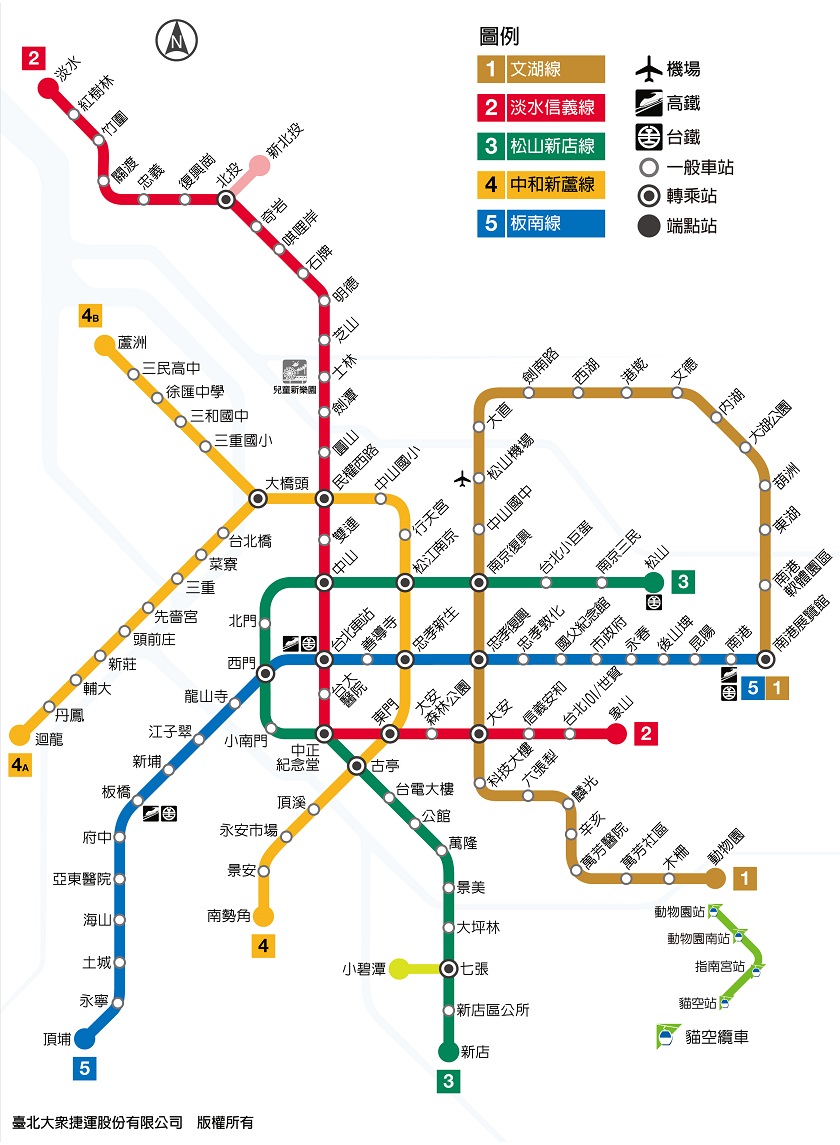 N
圖例
1 文湖線
2 淡水信義線
3 松山新店線
4 中和新蘆線
5 板南線
機場
高鐵
台鐵
一般車站
轉乘站
端點站
2
淡水
紅樹林
竹圍
關渡
忠義
復興崗
北投
新北投
奇岩
唭哩岸
石牌
明德
芝山
士林
兒童新樂園
劍潭
圓山
民權西路
雙連
中山
台北車站
台大
醫院
中正
紀念堂
東門
大安
森林公園
大安
信義安和
台北101/世貿
象山
2
4B
蘆洲
三民高中
徐匯中學
三和國中
三重國小
大橋頭
台北橋
菜寮
三重
先嗇宮
頭前庄
新莊
輔大
丹鳳
迴龍
4A
中山國小
行天宮
松江南京
忠孝新生
古亭
頂溪
永安市場
景安
南勢角
4
劍南路
西湖
港墘
文德
內湖
大湖公園
葫洲
東湖
南港
軟體園區
南港展覽館
5 1
大直
松山機場
中山國中
南京復興
忠孝復興
科技大樓
六張犁
麟光
辛亥
萬芳醫院
萬芳社區
木柵
動物園
1
台北小巨蛋
南京三民
松山
3
北門
西門
小南門
台電大樓
公館
萬隆
景美
大坪林
小碧潭
七張
新店區公所
新店
3
善導寺
忠孝敦化
國父紀念館
市政府
永春
後山埤
昆陽
南港
龍山寺
江子翠
新埔
板橋
府中
亞東醫院
海山
土城
永寧
頂埔
5
動物園站
動物園南站
指南宮站
貓空站
貓空纜車
臺北大眾捷運股份有限公司 版權所有